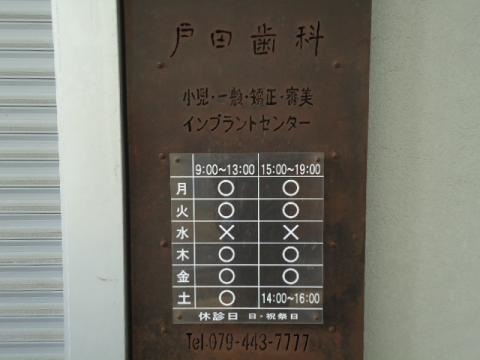 戸田歯科
小児・一般・矯正・審美
インプラントセンター
9:00~13:00 15:00~19:00
月 ○ ○
火 ○ ○
水 × ×
木 ○ ○
金 ○ ○
土 ○ 14:00~16:00
休診日 日・祝祭日
Tel.079-443-7777